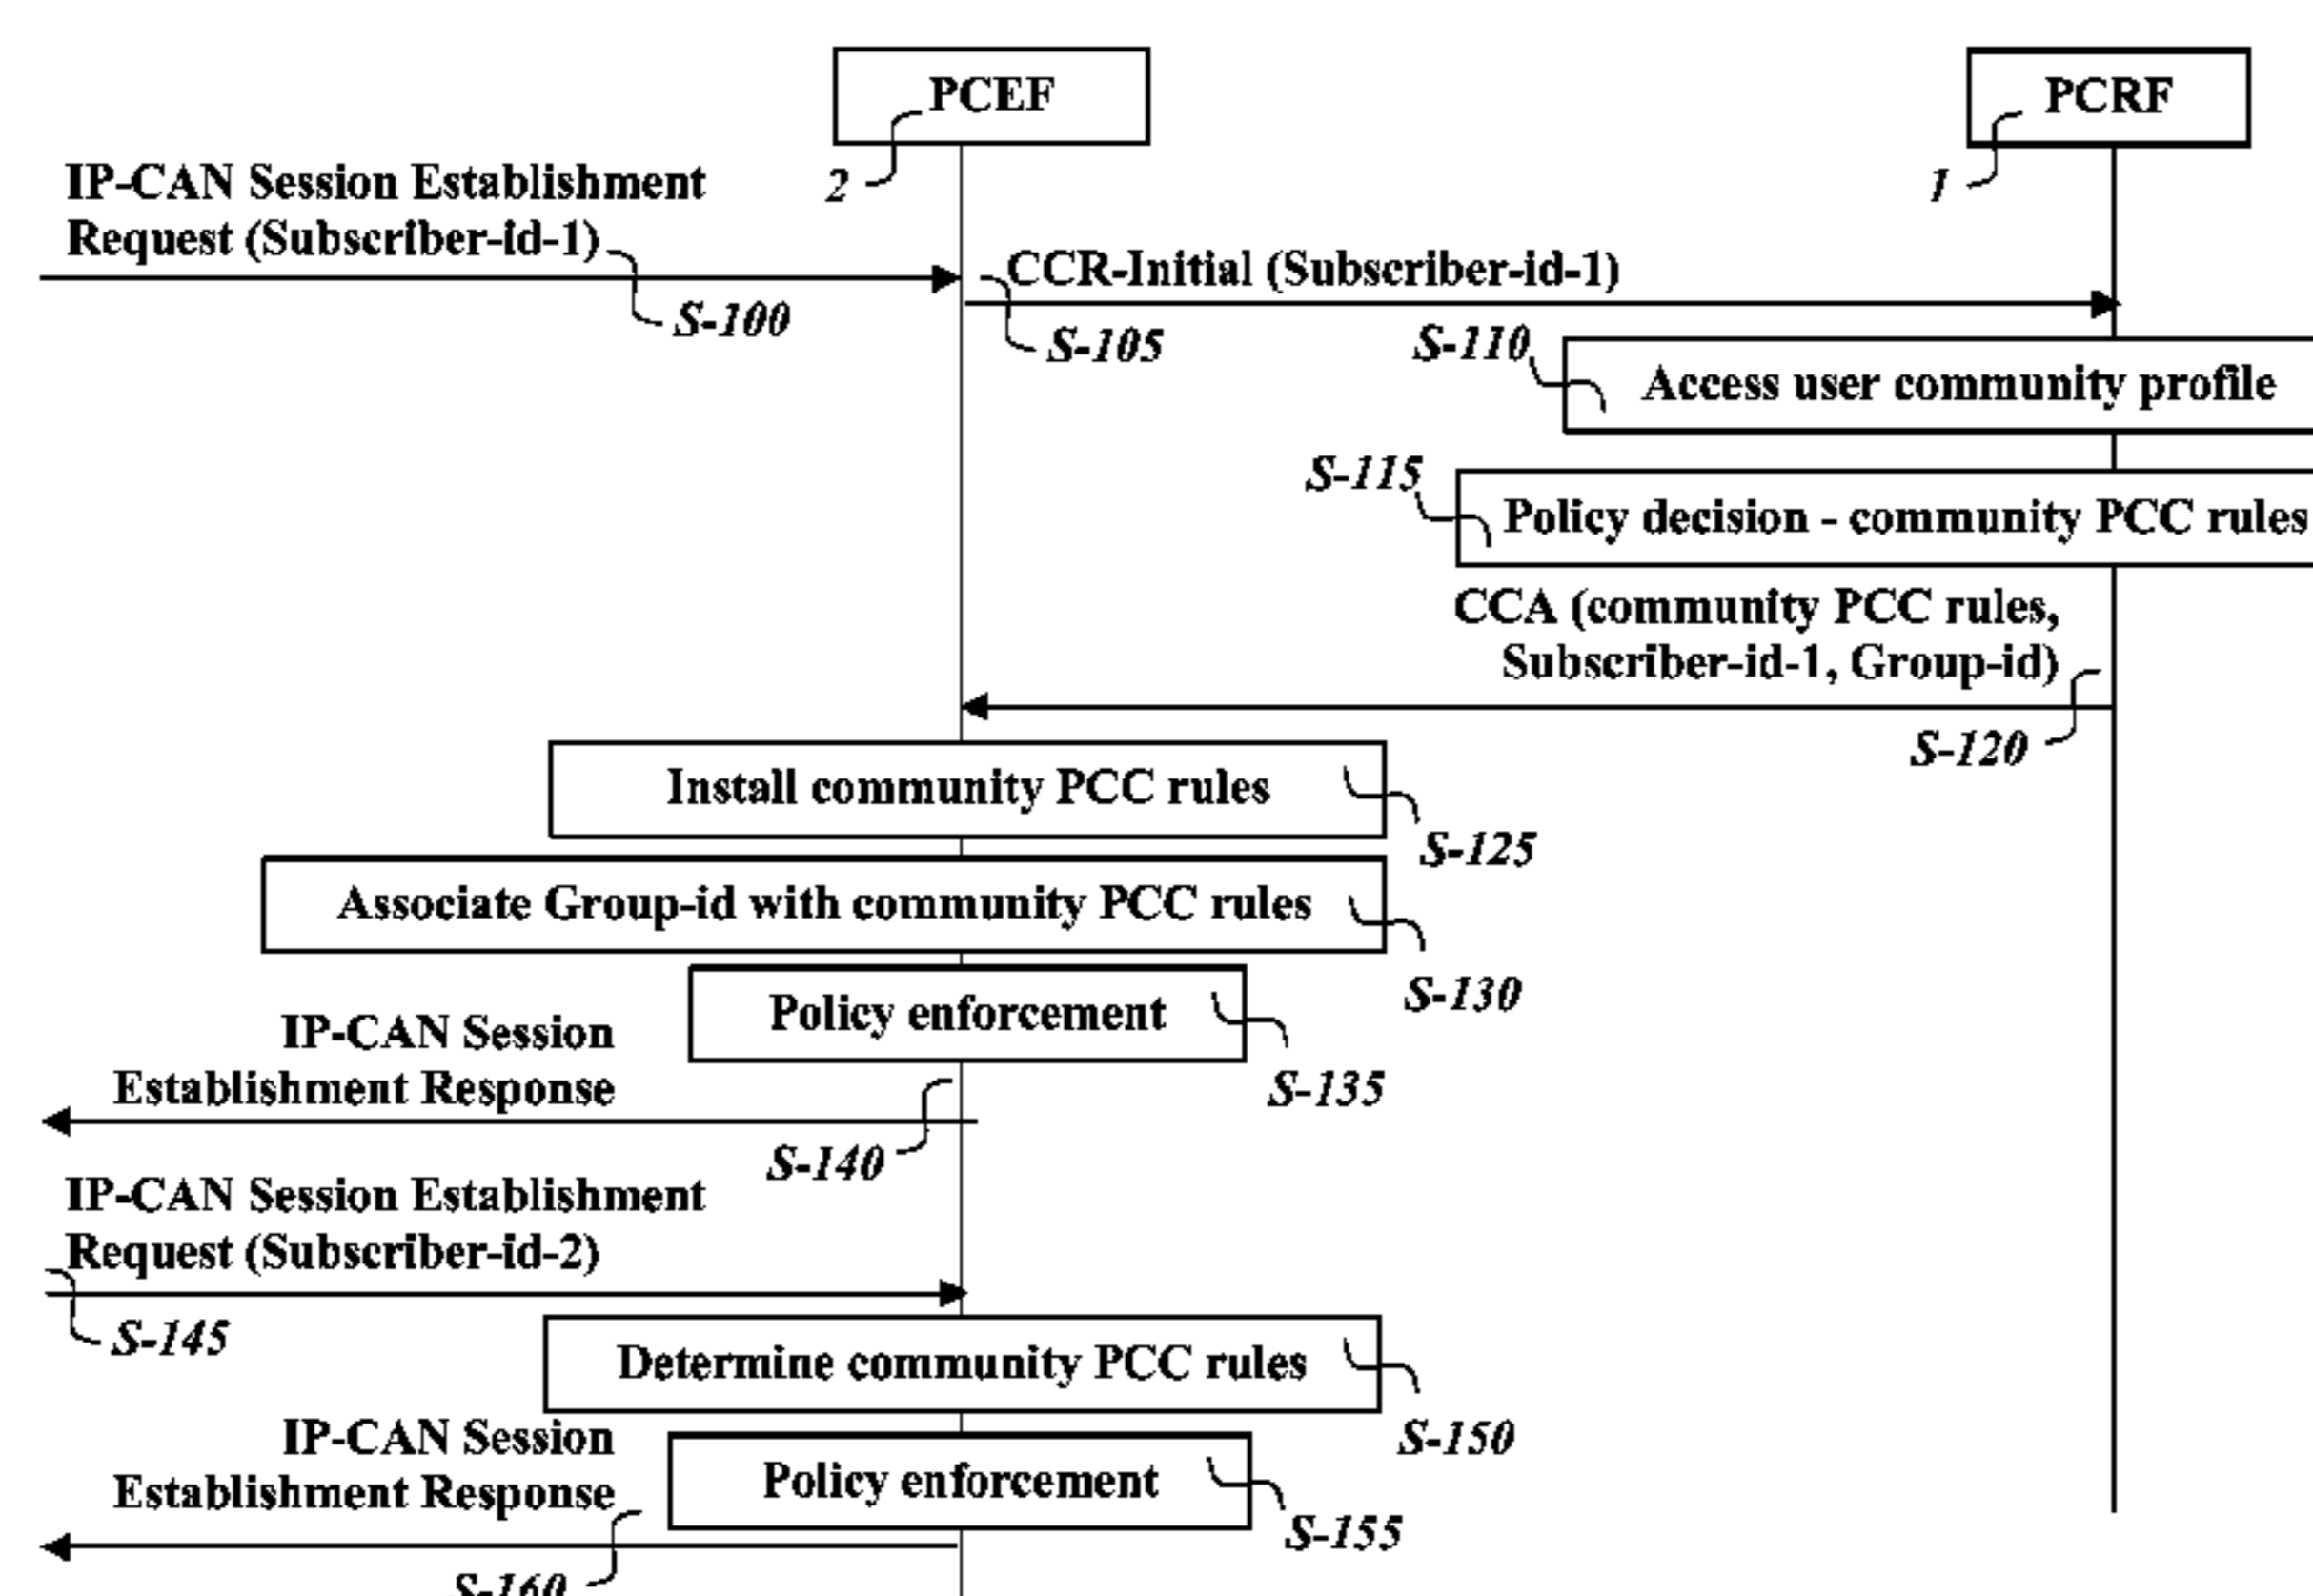 PCEF
PCRF
2
1
IP-CAN Session Establishment
Request (Subscriber-id-1)
S-100
CCR-Initial (Subscriber-id-1)
S-105
S-110
Access user community profile
S-115
Policy decision - community PCC rules
CCA (community PCC rules,
Subscriber-id-1, Group-id)
S-120
Install community PCC rules
S-125
Associate Group-id with community PCC rules
S-130
Policy enforcement
S-135
IP-CAN Session
Establishment Response
S-140
IP-CAN Session Establishment
Request (Subscriber-id-2)
S-145
Determine community PCC rules
S-150
IP-CAN Session
Establishment Response
Policy enforcement
S-155
S-160